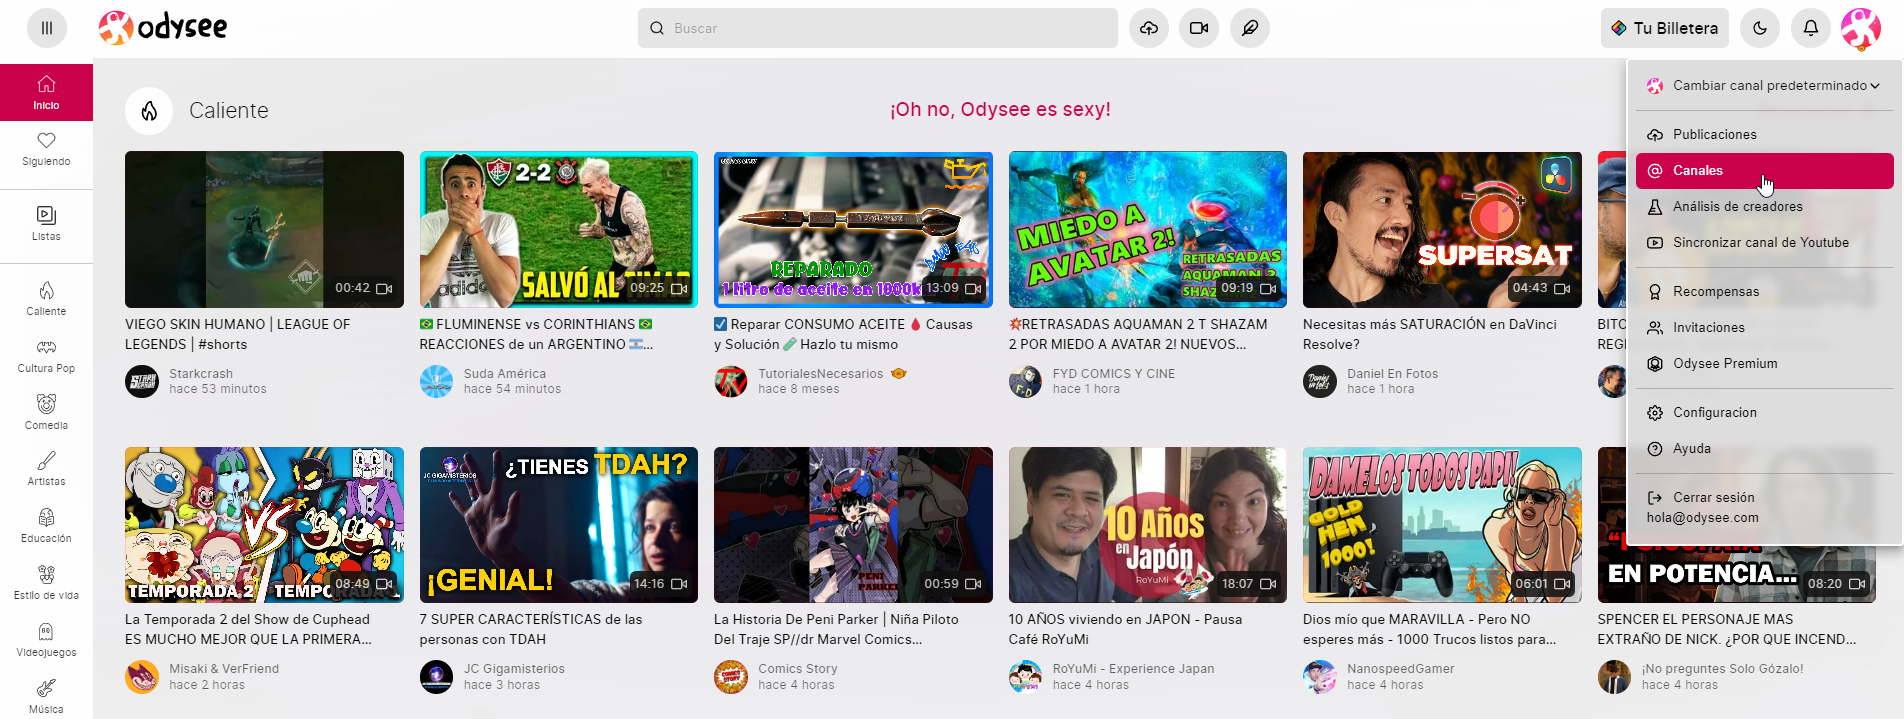 odysee
Buscar
Tu Billetera
Inicio
Siguiendo
Listas
Caliente
Cultura Pop
Comedia
Artistas
Educación
Estilo de vida
Videojuegos
Música
Caliente
¡Oh no, Odysee es sexy!
Cambiar canal predeterminado
Publicaciones
Canales
Análisis de creadores
Sincronizar canal de Youtube
Recompensas
Invitaciones
Odysee Premium
Configuracion
Ayuda
Cerrar sesión
hola@odysee.com
00:42
VIEGO SKIN HUMANO | LEAGUE OF
LEGENDS | #shorts
Starkcrash
hace 53 minutos
2-2
adidas
SALVÓ AL TIMAO
09:25
🇧🇷 FLUMINENSE vs CORINTHIANS 🇧🇷
REACCIONES de un ARGENTINO 🇦🇷...
Suda América
hace 54 minutos
REPARADO
1 litro de aceite en 1800k
13:09
☑ Reparar CONSUMO ACEITE 🩸 Causas
y Solución 🧪 Hazlo tu mismo
TutorialesNecesarios
hace 8 meses
MIEDO A
AVATAR 2!
RETRASADAS
AQUAMAN 2
09:19
💥RETRASADAS AQUAMAN 2 T SHAZAM
2 POR MIEDO A AVATAR 2! NUEVOS...
FYD COMICS Y CINE
hace 1 hora
SUPERSAT
04:43
Necesitas más SATURACIÓN en DaVinci
Resolve?
Daniel En Fotos
hace 1 hora
BITC
REGI
TEMPORADA 2
VS
08:49
La Temporada 2 del Show de Cuphead
ES MUCHO MEJOR QUE LA PRIMERA...
Misaki & VerFriend
hace 2 horas
JC GIGAMISTERIOS
¿TIENES TDAH?
¡GENIAL!
14:16
7 SUPER CARACTERÍSTICAS de las
personas con TDAH
JC Gigamisterios
hace 3 horas
PENI
PARKER
00:59
La Historia De Peni Parker | Niña Piloto
Del Traje SP//dr Marvel Comics...
Comics Story
hace 4 horas
10 Años
en
Japón
RoYuMi
18:07
10 AÑOS viviendo en JAPON - Pausa
Café RoYuMi
RoYuMi - Experience Japan
hace 4 horas
DAMELOS TODOS PAPI!
GOLD
HEN
1000!
06:01
Dios mío que MARAVILLA - Pero NO
esperes más - 1000 Trucos listos para...
NanospeedGamer
hace 4 horas
EN POTENCIA...
08:20
SPENCER EL PERSONAJE MAS
EXTRAÑO DE NICK. ¿POR QUE INCEND...
¡No preguntes Solo Gózalo!
hace 4 horas